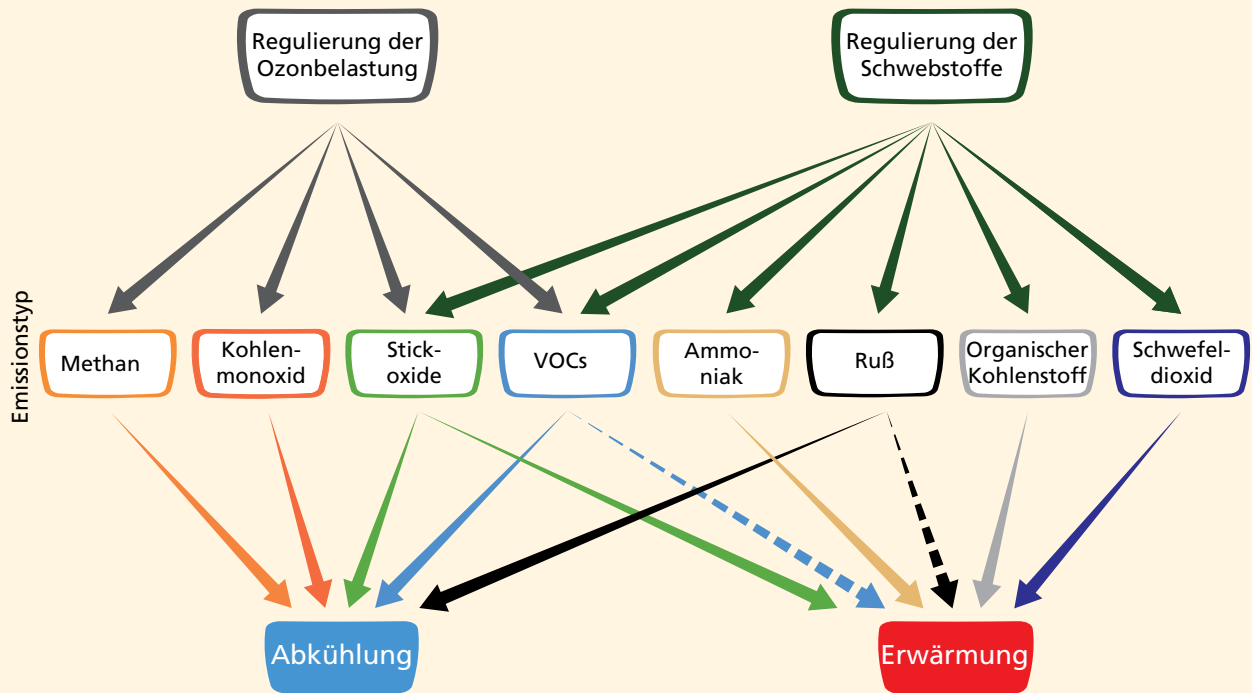 Regulierung der
Ozonbelastung
Regulierung der
Schwebstoffe
Emissionstyp
Methan
Kohlen-
monoxid
Stick-
oxide
VOCs
Ammo-
niak
Ruß
Organischer
Kohlenstoff
Schwefel-
dioxid
Abkühlung
Erwärmung